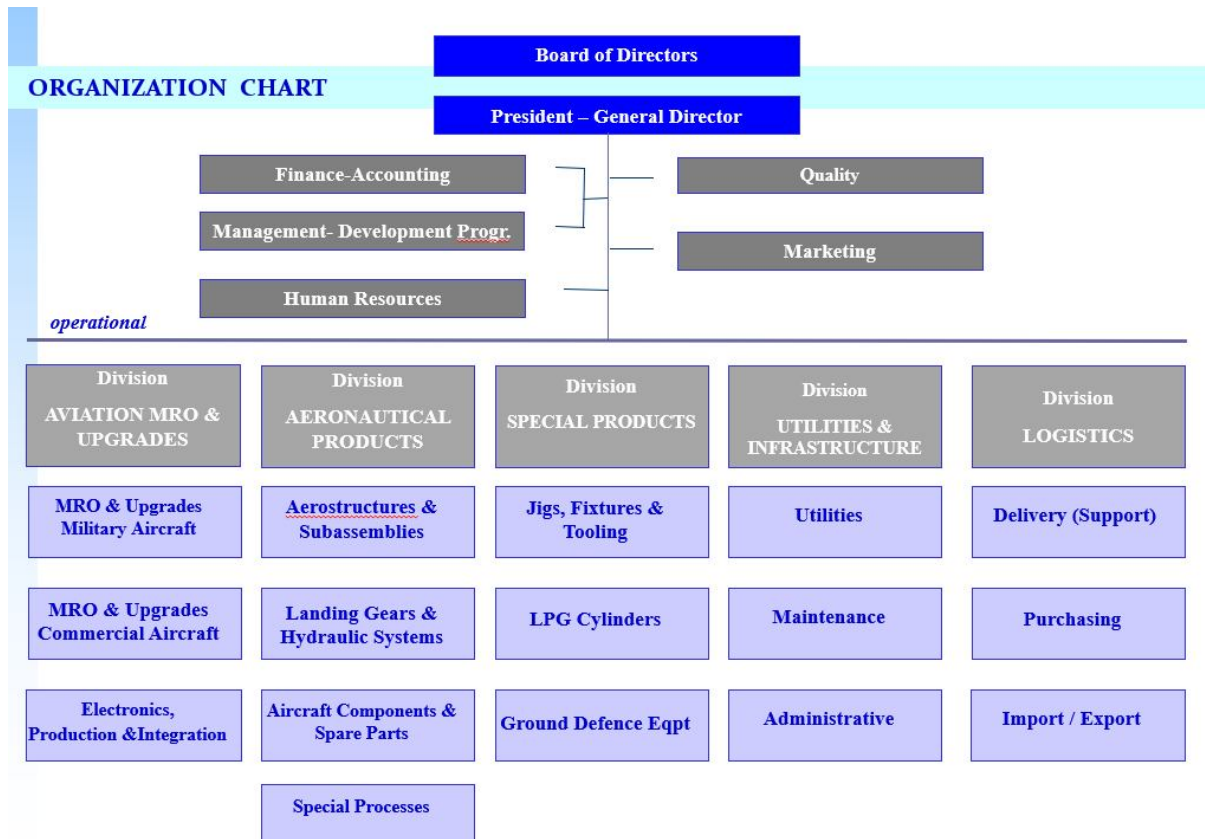 Board of Directors
ORGANIZATION CHART
President – General Director
Finance-Accounting
Quality
Management- Development Progr.
Marketing
Human Resources
operational
Division
AVIATION MRO &
UPGRADES
Division
AERONAUTICAL
PRODUCTS
Division
SPECIAL PRODUCTS
Division
UTILITIES &
INFRASTRUCTURE
Division
LOGISTICS
MRO & Upgrades
Military Aircraft
Aerostructures &
Subassemblies
Jigs, Fixtures &
Tooling
Utilities
Delivery (Support)
MRO & Upgrades
Commercial Aircraft
Landing Gears &
Hydraulic Systems
LPG Cylinders
Maintenance
Purchasing
Electronics,
Production &Integration
Aircraft Components &
Spare Parts
Ground Defence Eqpt
Administrative
Import / Export
Special Processes